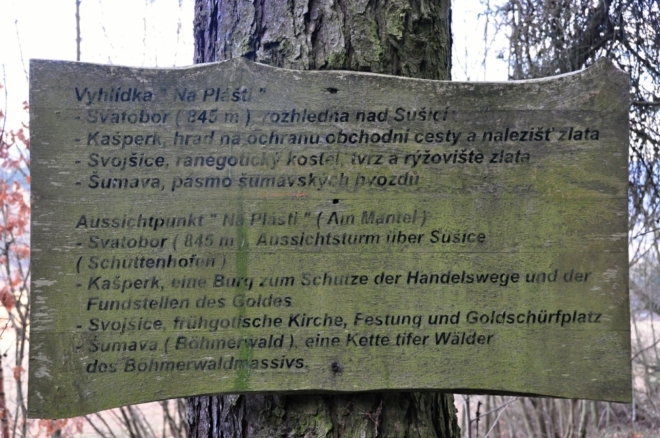 Vyhlídka " Na Plášti "
- Svatobor ( 845 m ), rozhledna nad Sušicí
- Kašperk, hrad na ochranu obchodní cesty a nalezišť zlata
- Svojšice, raněgotický kostel, tvrz a rýžoviště zlata
- Šumava, pásmo šumavských hvozdů
Aussichtpunkt " Na Plášti " ( Am Mantel )
- Svatobor ( 845 m ), Aussichtsturm über Sušice
( Schüttenhofen )
- Kašperk, eine Burg zum Schutze der Handelswege und der
Fundstellen des Goldes
- Svojšice, frühgotische Kirche, Festung und Goldschürfplatz
- Šumava ( Böhmerwald ), eine Kette tifer Wälder
des Böhmerwaldmassivs.